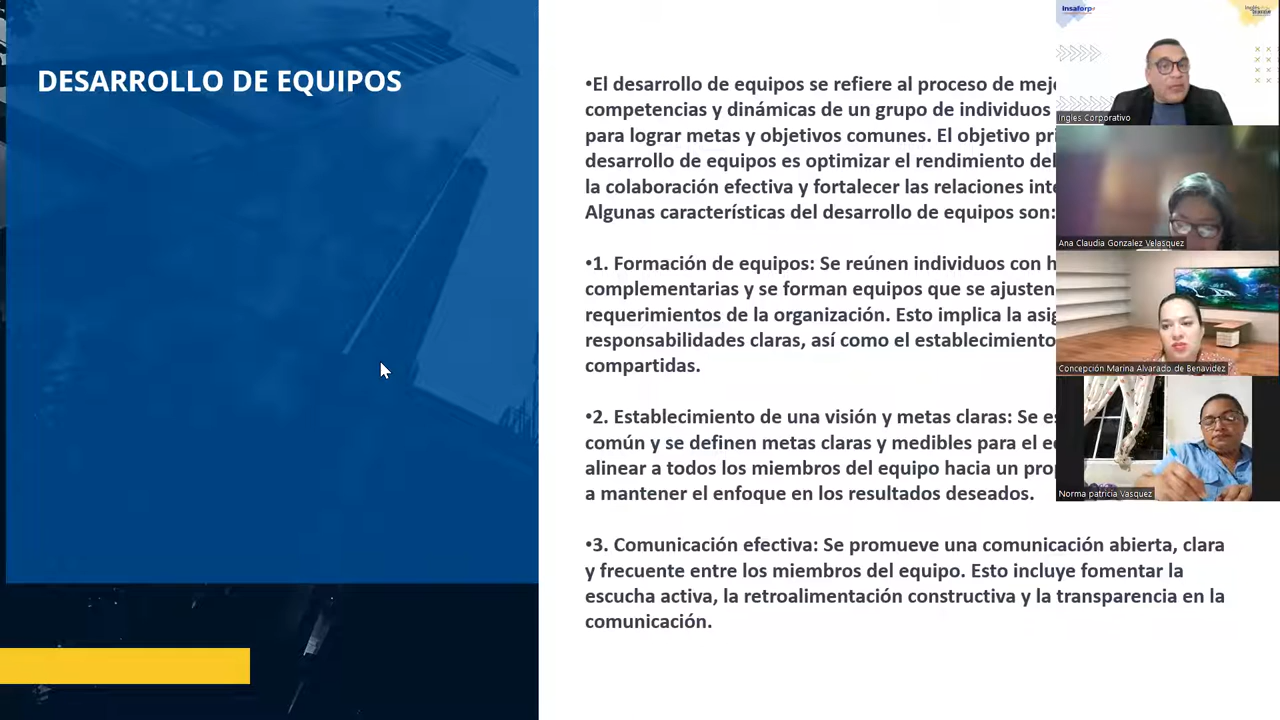 DESARROLLO DE EQUIPOS
•El desarrollo de equipos se refiere al proceso de
competencias y dinámicas de un grupo de individuos
para lograr metas y objetivos comunes. El objetivo
desarrollo de equipos es optimizar el rendimiento
la colaboración efectiva y fortalecer las relaciones
Algunas características del desarrollo de equipos son:
•1. Formación de equipos: Se reúnen individuos con
complementarias y se forman equipos que se ajusten
requerimientos de la organización. Esto implica la
responsabilidades claras, así como el establecimiento
compartidas.
•2. Establecimiento de una visión y metas claras: Se
común y se definen metas claras y medibles para el
alinear a todos los miembros del equipo hacia un
a mantener el enfoque en los resultados deseados.
•3. Comunicación efectiva: Se promueve una comunicación abierta, clara
y frecuente entre los miembros del equipo. Esto incluye fomentar la
escucha activa, la retroalimentación constructiva y la transparencia en la
comunicación.
Insaforp
Ingles Corporativo
Ana Claudia Gonzalez Velasquez
Concepción Marina Alvarado de Benavidez
Norma patricia Vasquez